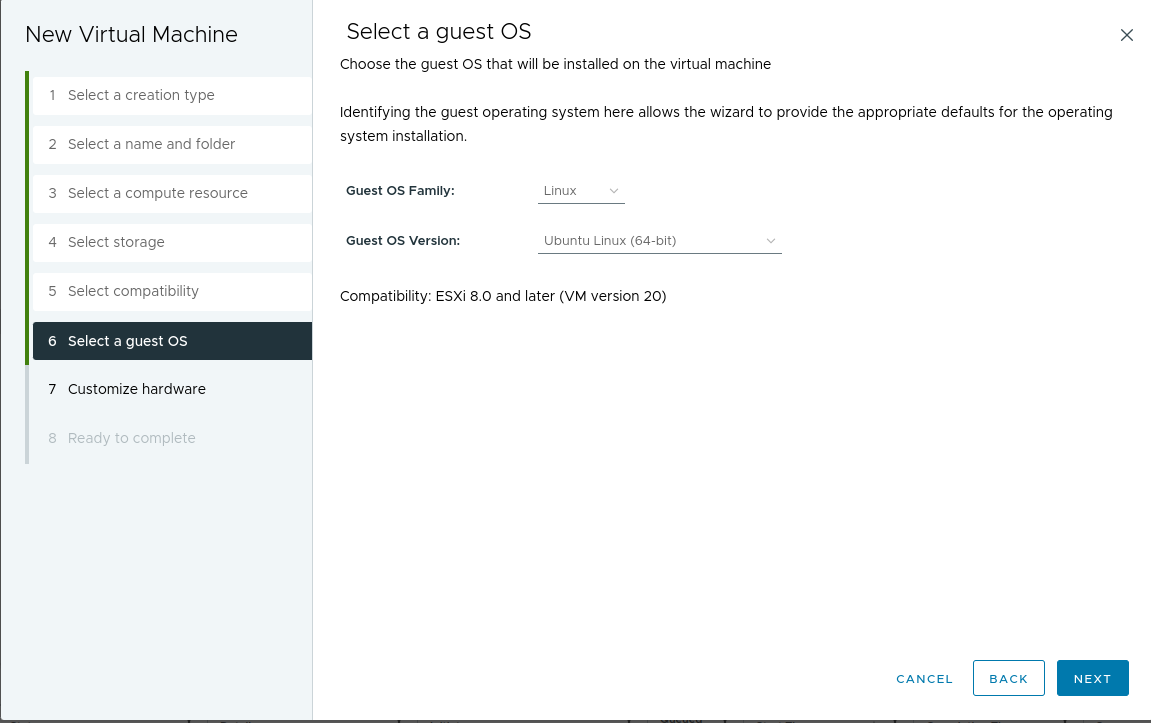 New Virtual Machine
1 Select a creation type
2 Select a name and folder
3 Select a compute resource
4 Select storage
5 Select compatibility
6 Select a guest OS
7 Customize hardware
8 Ready to complete
Select a guest OS
Choose the guest OS that will be installed on the virtual machine
Identifying the guest operating system here allows the wizard to provide the appropriate defaults for the operating
system installation.
Guest OS Family: Linux
Guest OS Version: Ubuntu Linux (64-bit)
Compatibility: ESXi 8.0 and later (VM version 20)
CANCEL BACK NEXT